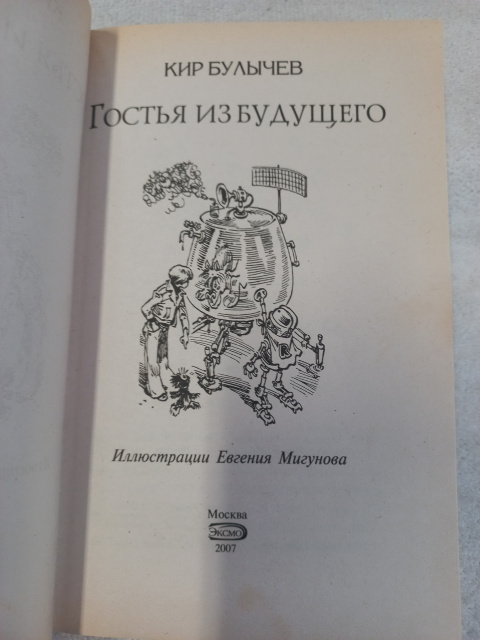 КИР БУЛЫЧЕВ
ГОСТЬЯ ИЗ БУДУЩЕГО
Иллюстрации Евгения Мигунова
Москва
ЭКСМО
2007